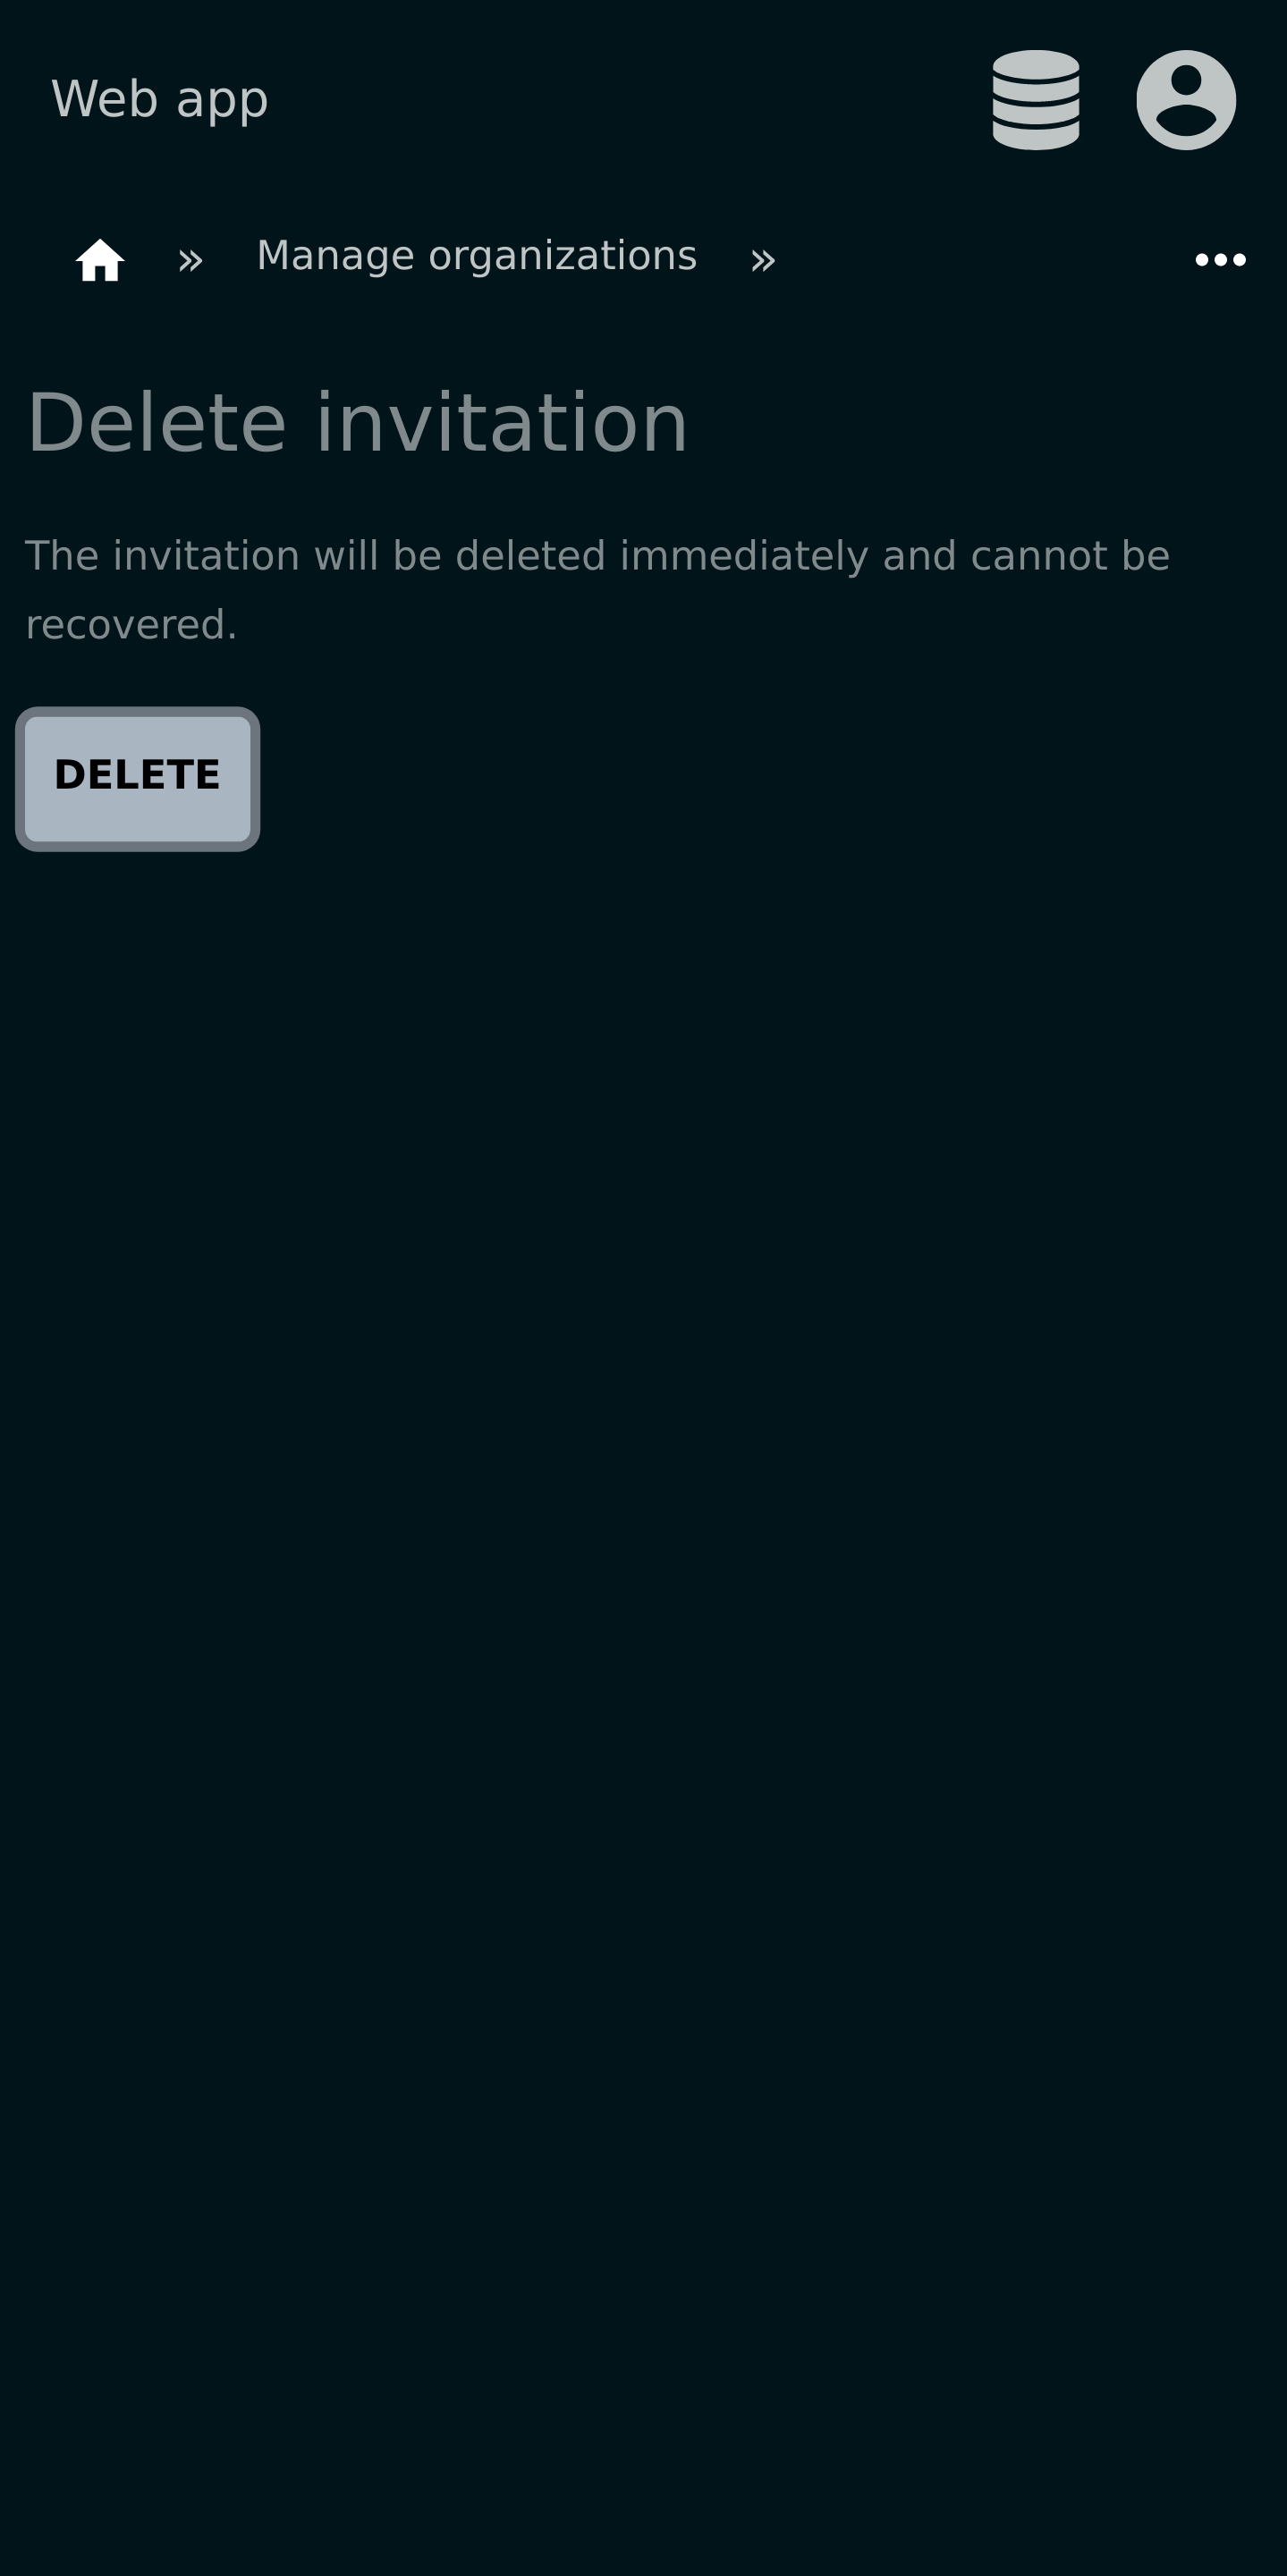 Web app
» Manage organizations »
Delete invitation
The invitation will be deleted immediately and cannot be
recovered.
DELETE